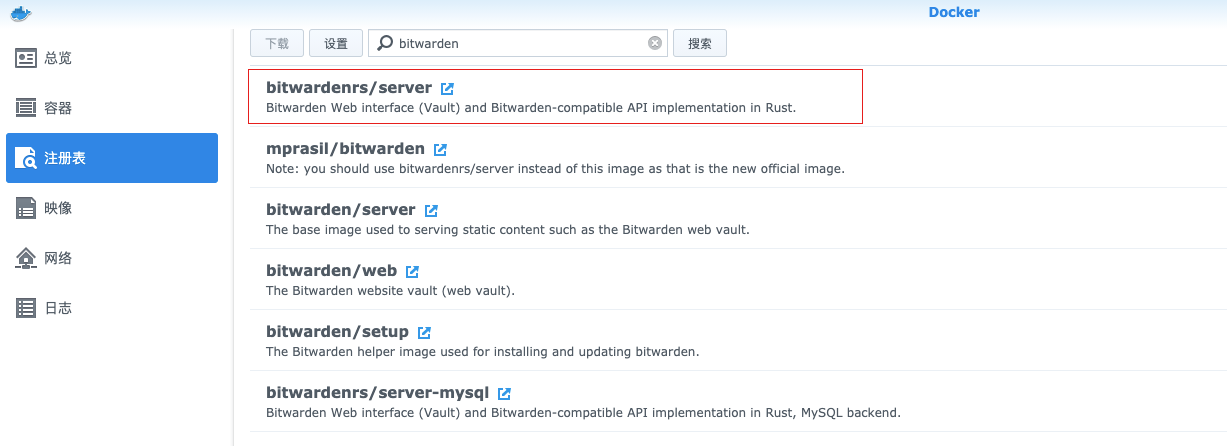 Docker
总览
容器
注册表
映像
网络
日志
下载 设置 bitwarden 搜索
bitwardenrs/server
Bitwarden Web interface (Vault) and Bitwarden-compatible API implementation in Rust.
mprasil/bitwarden
Note: you should use bitwardenrs/server instead of this image as that is the new official image.
bitwarden/server
The base image used to serving static content such as the Bitwarden web vault.
bitwarden/web
The Bitwarden website vault (web vault).
bitwarden/setup
The Bitwarden helper image used for installing and updating bitwarden.
bitwardenrs/server-mysql
Bitwarden Web interface (Vault) and Bitwarden-compatible API implementation in Rust, MySQL backend.